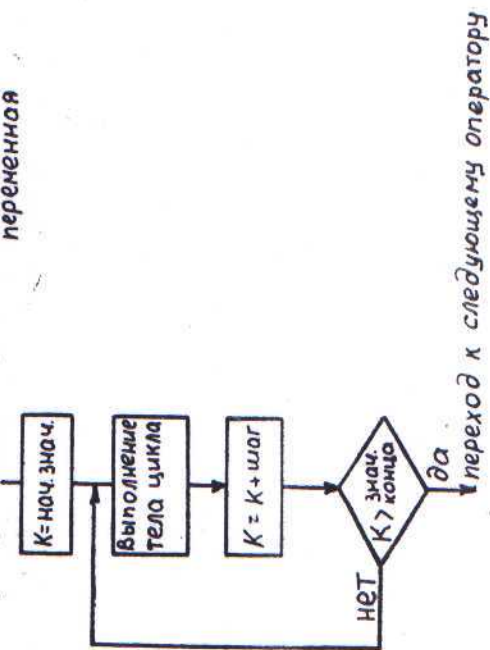 переменная
K=нач.знач.
выполнение
тела цикла
K = K + шаг
K > знач.
конца
нет
да
переход к следующему оператору